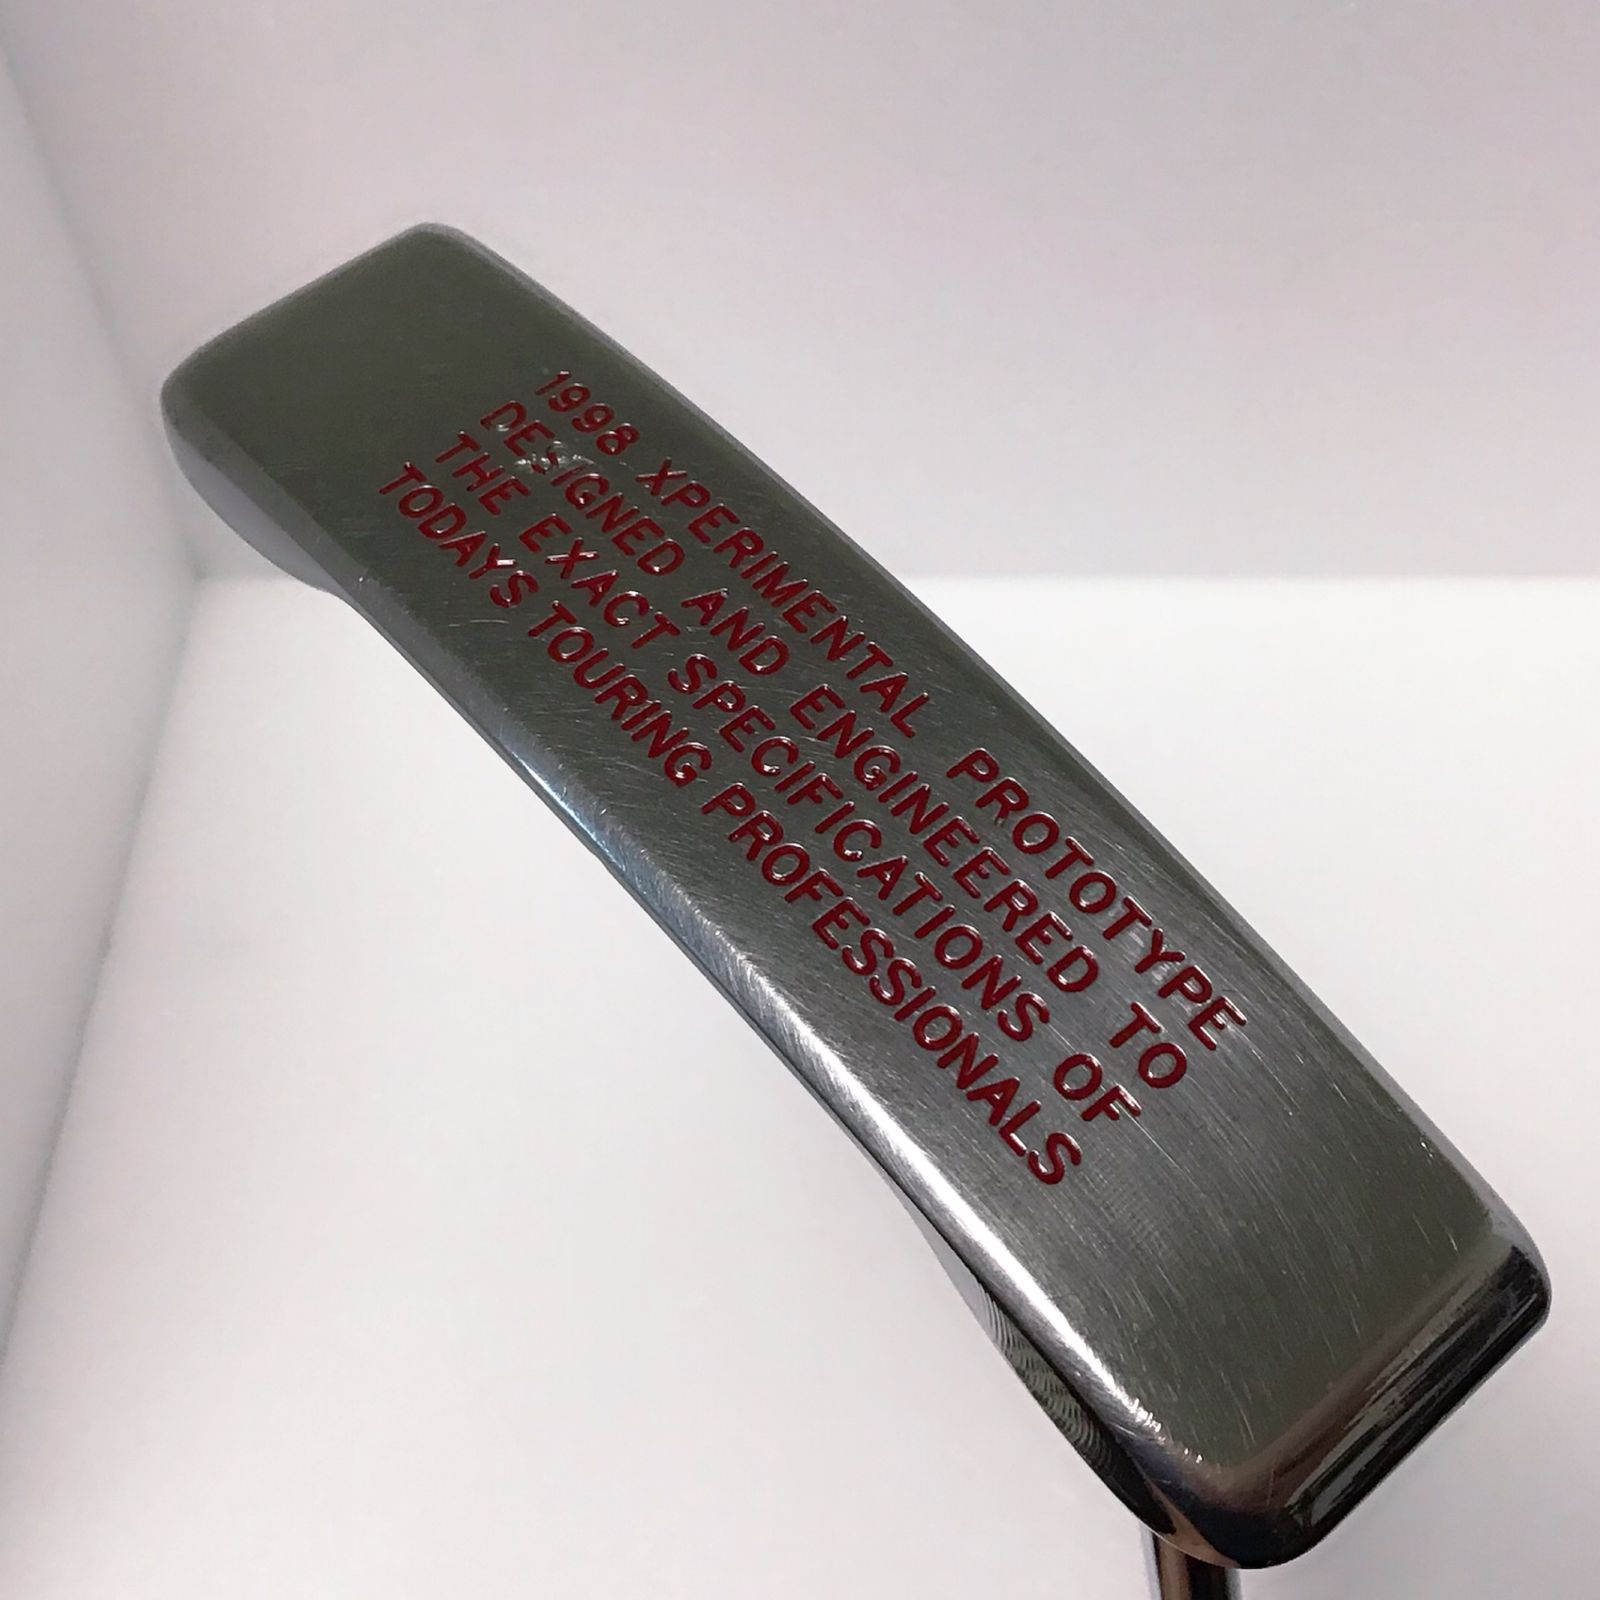 1998 XPERIMENTAL PROTOTYPE
DESIGNED AND ENGINEERED TO
THE EXACT SPECIFICATIONS OF
TODAYS TOURING PROFESSIONALS